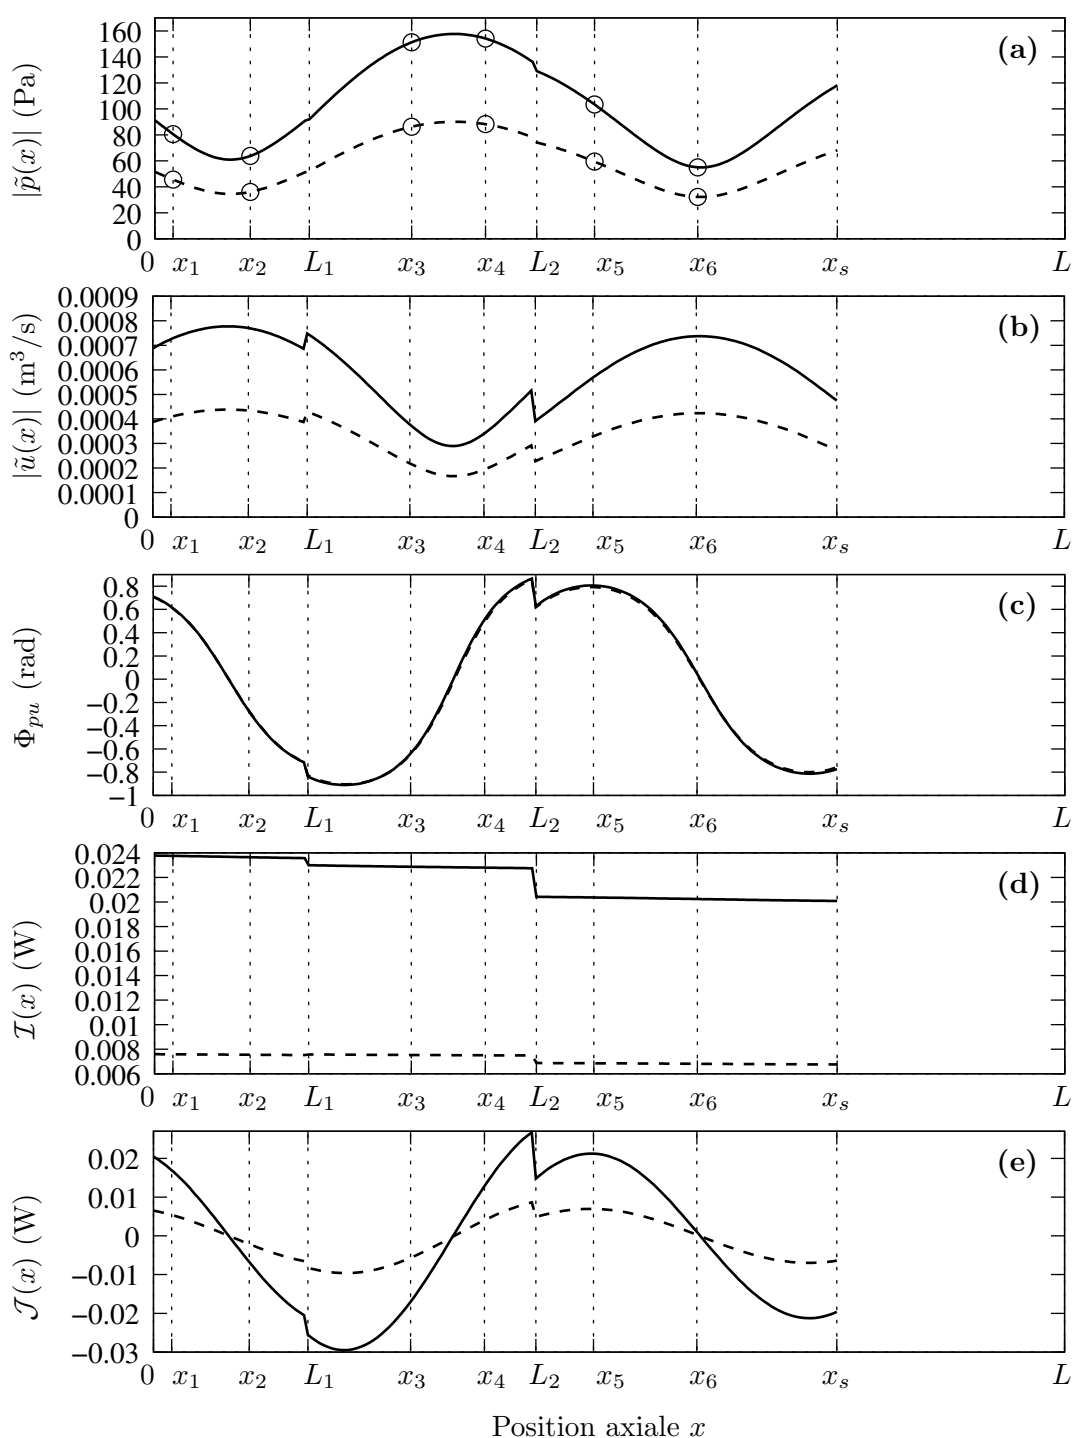 160
140
120
100
80
60
40
20
0
|p̃(x)| (Pa)
(a)
0 x₁ x₂ L₁ x₃ x₄ L₂ x₅ x₆ xₛ L
0.0009
0.0008
0.0007
0.0006
0.0005
0.0004
0.0003
0.0002
0.0001
0
|ũ(x)| (m³/s)
(b)
0 x₁ x₂ L₁ x₃ x₄ L₂ x₅ x₆ xₛ L
0.8
0.6
0.4
0.2
0
−0.2
−0.4
−0.6
−0.8
−1
Φₚᵤ (rad)
(c)
0 x₁ x₂ L₁ x₃ x₄ L₂ x₅ x₆ xₛ L
0.024
0.022
0.02
0.018
0.016
0.014
0.012
0.01
0.008
0.006
ℐ(x) (W)
(d)
0 x₁ x₂ L₁ x₃ x₄ L₂ x₅ x₆ xₛ L
0.02
0.01
0
−0.01
−0.02
−0.03
𝒥(x) (W)
(e)
0 x₁ x₂ L₁ x₃ x₄ L₂ x₅ x₆ xₛ L
Position axiale x